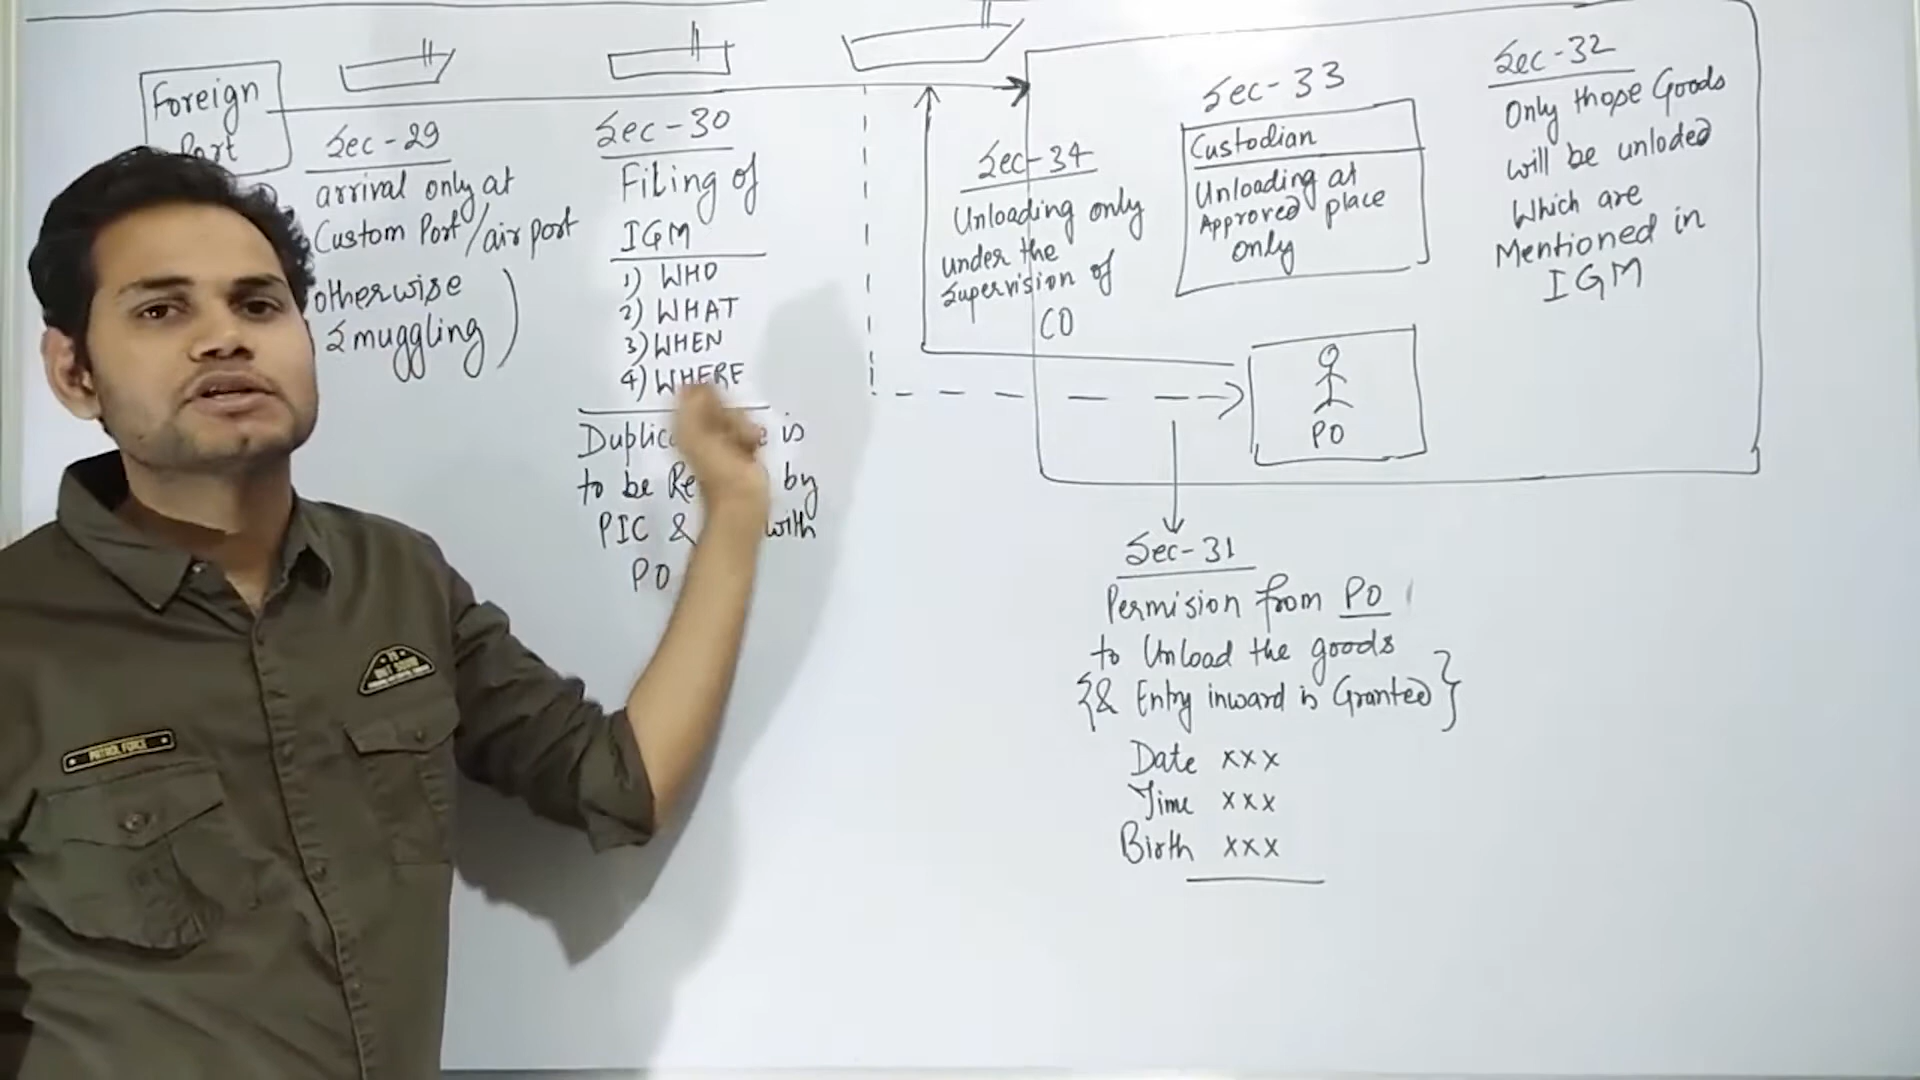 Foreign
Port
Sec-29
arrival only at
Custom Port/air port
otherwise
smuggling)
Sec-30
Filing of
IGM
1) WHO
2) WHAT
3) WHEN
4) WHERE
is
to be by
PIC & with
PO
Sec-34
Unloading only
under the
supervision of
CO
Sec-33
Custodian
Unloading at
Approved place
only
Sec-32
Only those Goods
will be unloded
Which are
Mentioned in
IGM
PO
Sec-31
Permision from PO
to Unload the goods
{& Entry inward is Granted}
Date xxx
Time xxx
Birth xxx
PATROL FORCE